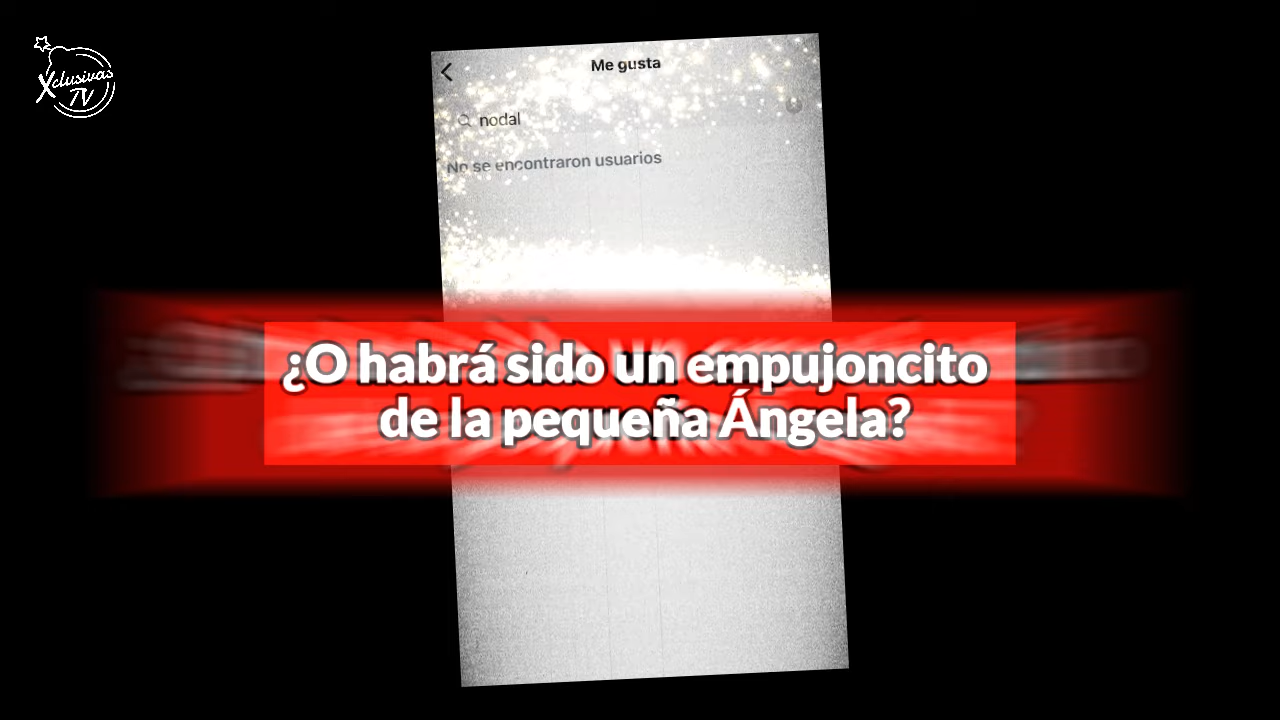 Xclusivas
TV
Me gusta
nodal
No se encontraron usuarios
¿O habrá sido un empujoncito
de la pequeña Ángela?